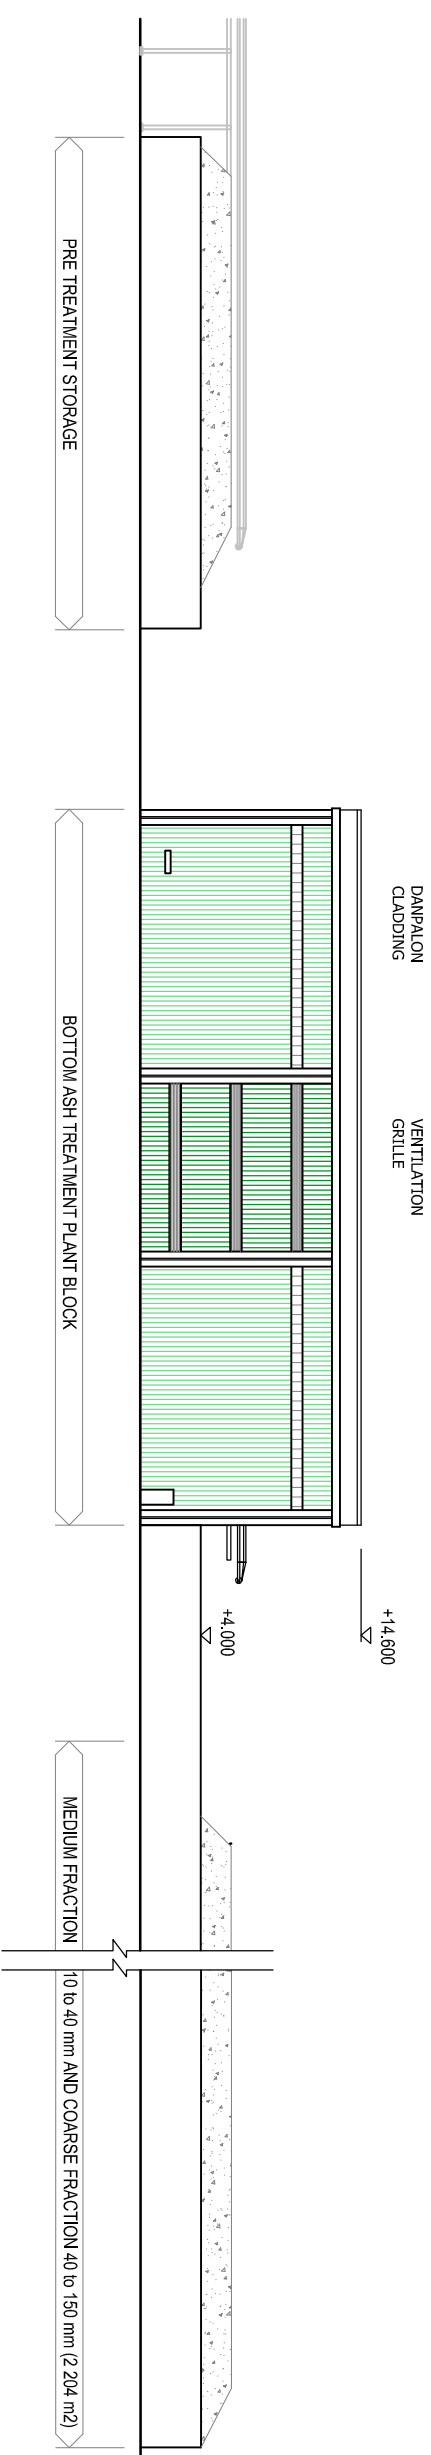 DANPALON
CLADDING
VENTILATION
GRILLE
+14.600
+4.000
PRE TREATMENT STORAGE
BOTTOM ASH TREATMENT PLANT BLOCK
MEDIUM FRACTION 10 to 40 mm AND COARSE FRACTION 40 to 150 mm (2 204 m2)